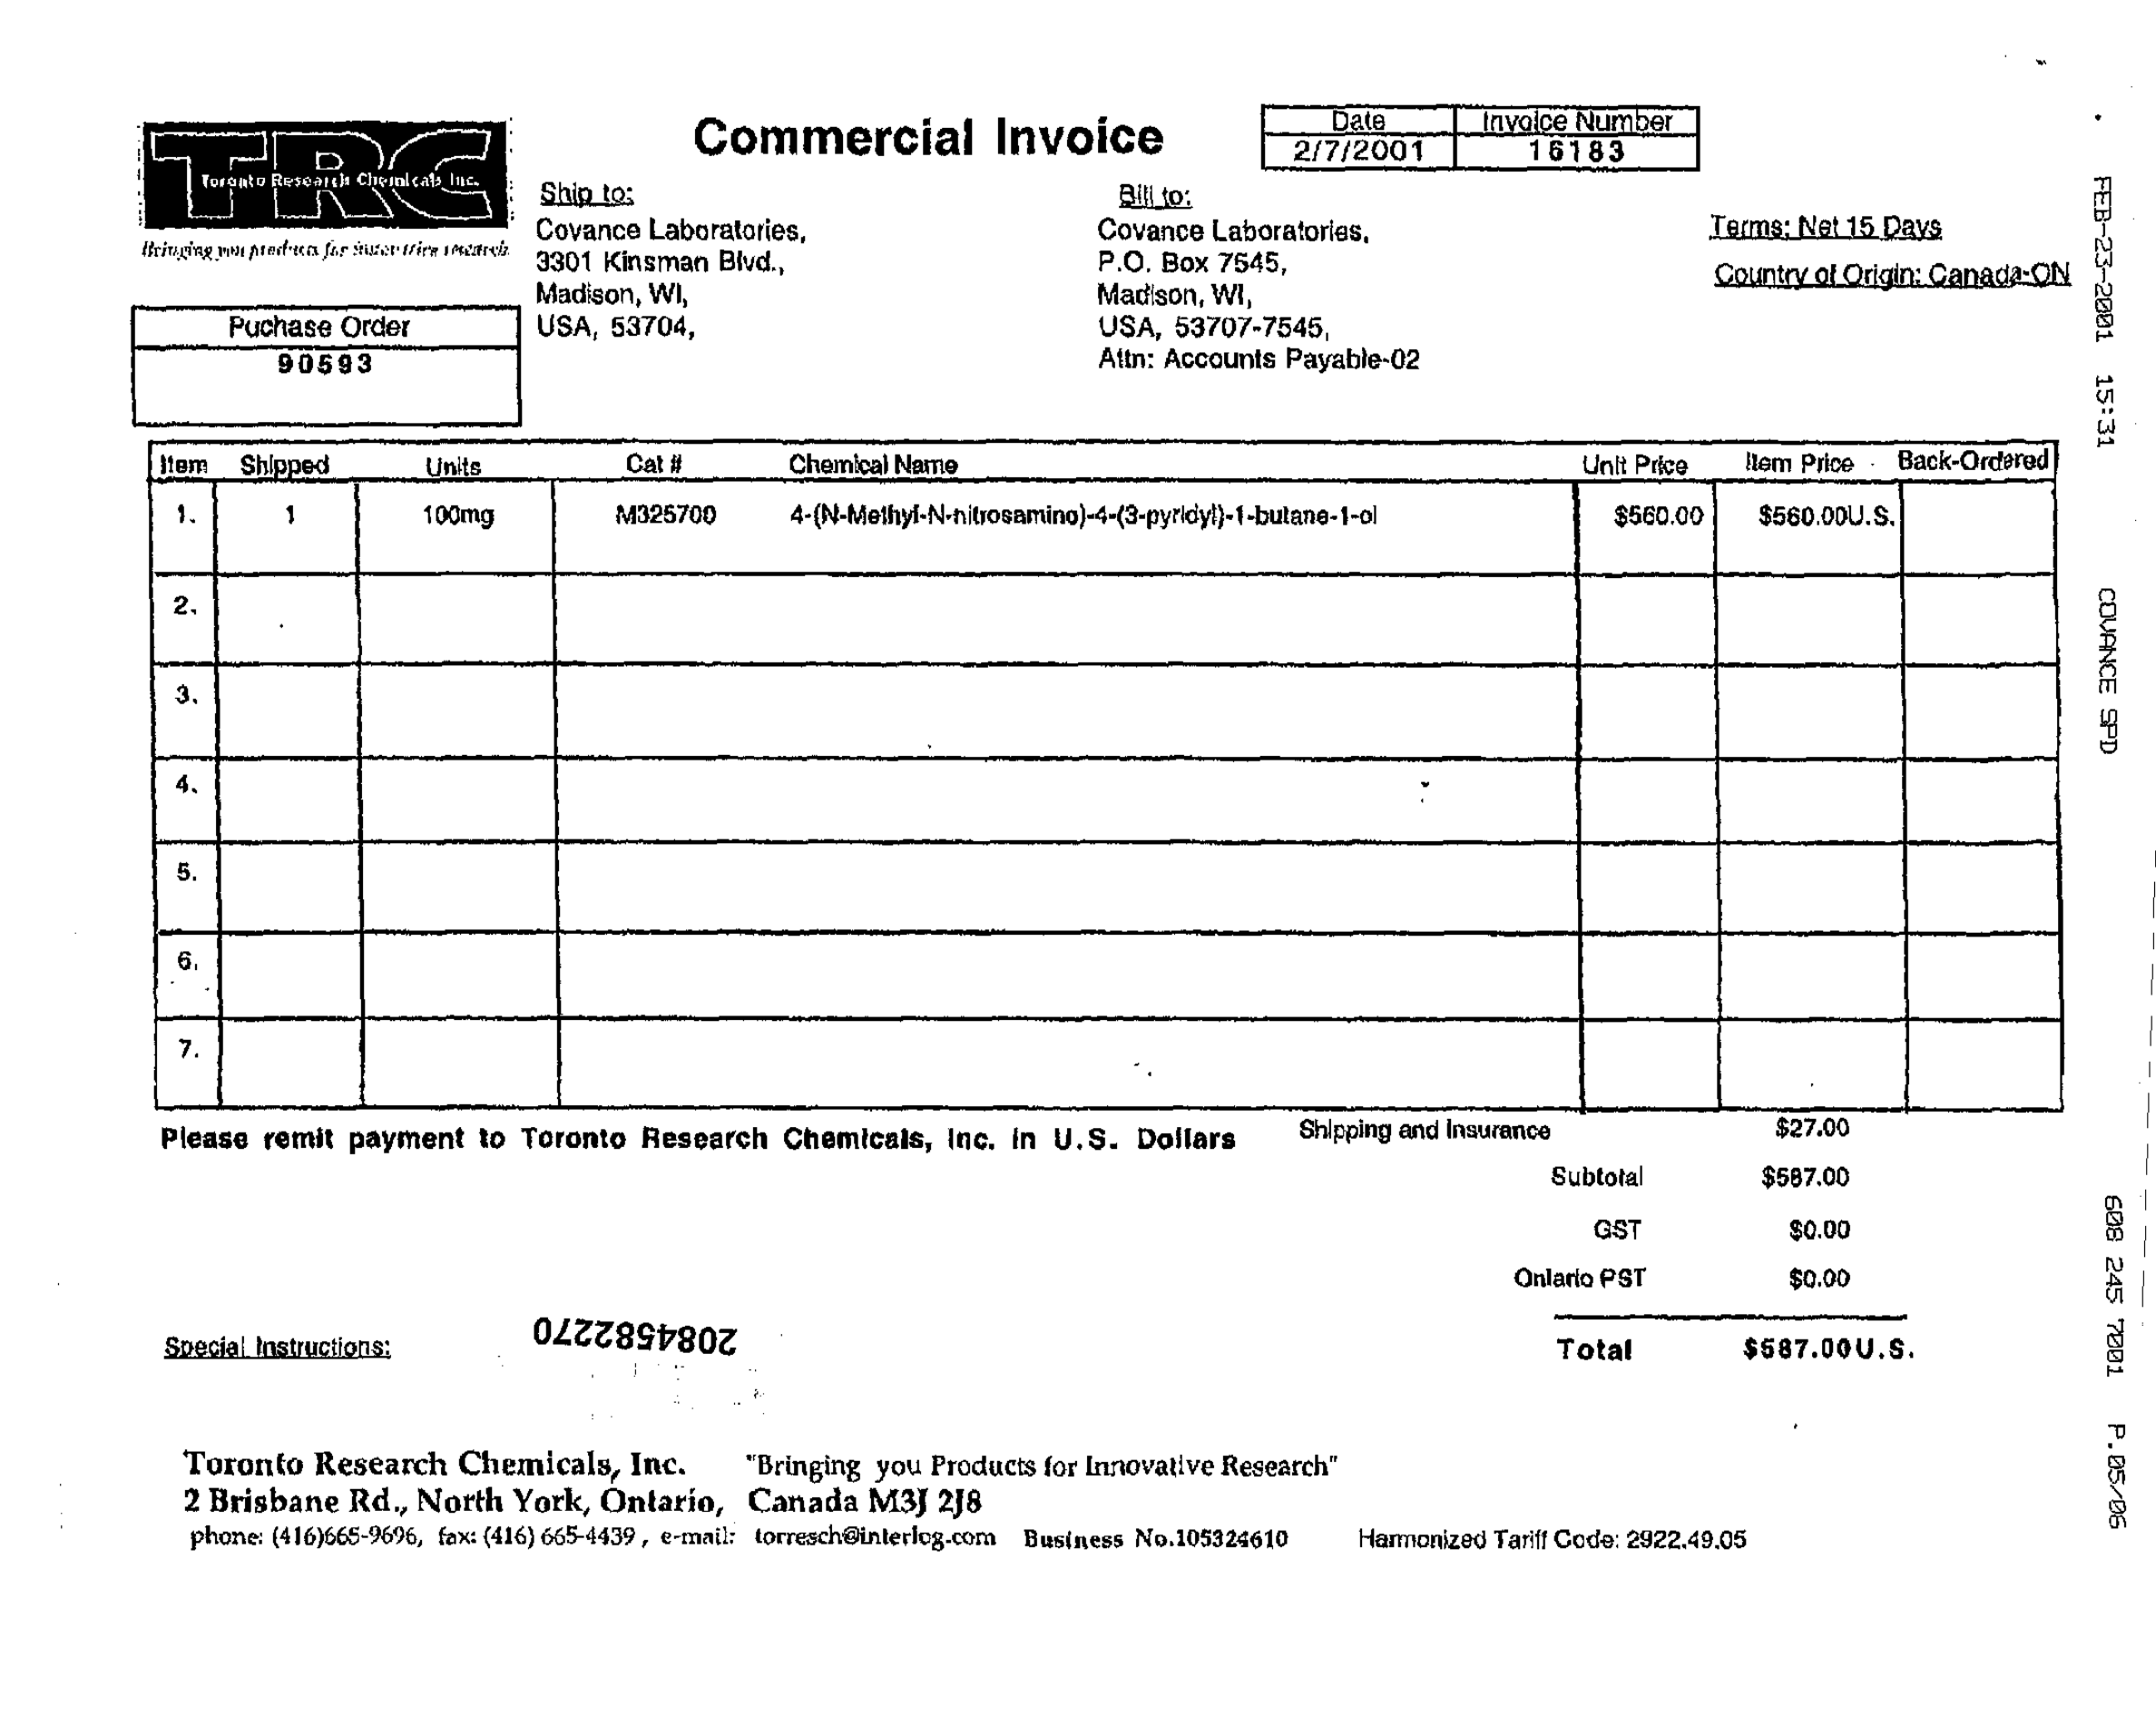 Commercial Invoice
Date Invoice Number
2/7/2001 16183
TRC
Toronto Research Chemicals Inc.
Bringing you products for
Ship to:
Covance Laboratories,
3301 Kinsman Blvd.,
Madison, WI,
USA, 53704,
Bill to:
Covance Laboratories,
P.O. Box 7545,
Madison, WI,
USA, 53707-7545,
Attn: Accounts Payable-02
Terms: Net 15 Days
Country of Origin: Canada-ON
Puchase Order
90593
Item Shipped Units Cat # Chemical Name Unit Price Item Price Back-Ordered
1. 1 100mg M325700 4-(N-Methyl-N-nitrosamino)-4-(3-pyridyl)-1-butane-1-ol $560.00 $560.00U.S.
2.
3.
4.
5.
6.
7.
Please remit payment to Toronto Research Chemicals, Inc. in U.S. Dollars
Shipping and Insurance $27.00
Subtotal $587.00
GST $0.00
Ontario PST $0.00
Total $587.00U.S.
Special Instructions:
2084582270
Toronto Research Chemicals, Inc. "Bringing you Products for Innovative Research"
2 Brisbane Rd., North York, Ontario, Canada M3J 2J8
phone: (416)665-9696, fax: (416) 665-4439, e-mail: torresch@interlog.com Business No.105324610 Harmonized Tariff Code: 2922.49.05
FEB-23-2001 15:31 COVANCE SPD 608 245 7001 P.05/06